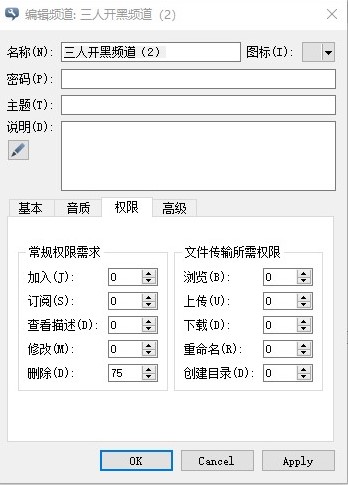 编辑频道: 三人开黑频道（2）
名称(N): 三人开黑频道（2） 图标(I):
密码(P):
主题(T):
说明(D):
基本 音质 权限 高级
常规权限需求 文件传输所需权限
加入(J): 0 浏览(B): 0
订阅(S): 0 上传(U): 0
查看描述(D): 0 下载(D): 0
修改(M): 0 重命名(R): 0
删除(D): 75 创建目录(D): 0
OK Cancel Apply